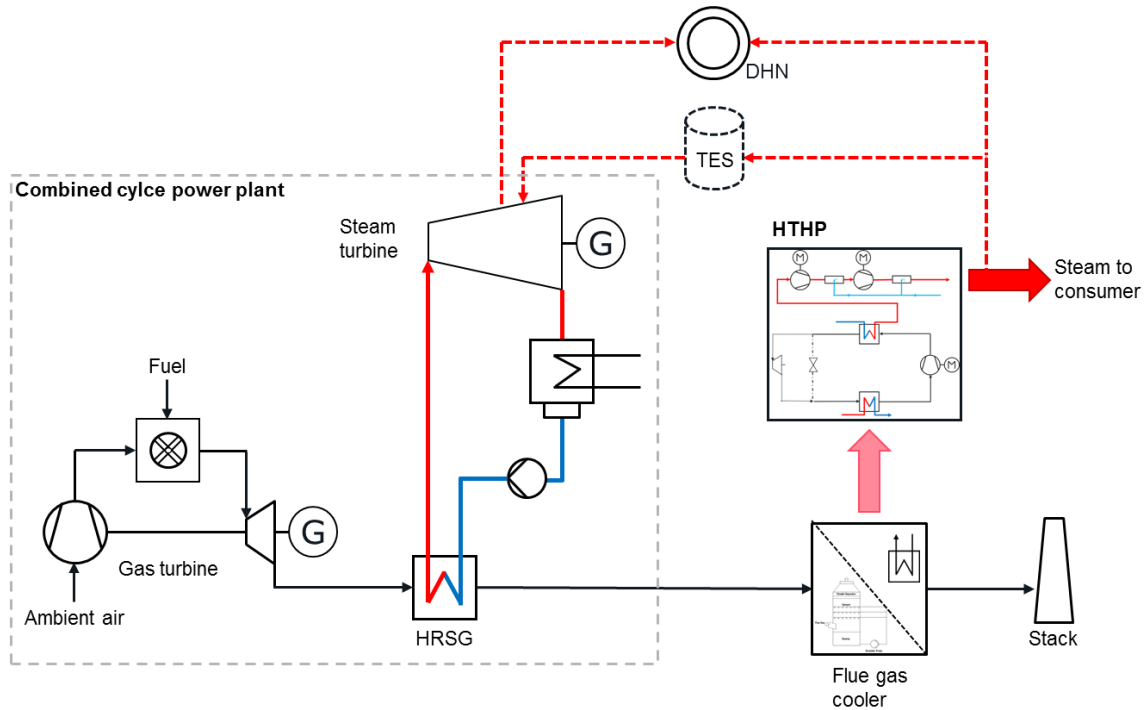 DHN
TES
Combined cylce power plant
Steam
turbine
G
HTHP
M
M
Steam to
consumer
M
Fuel
G
Gas turbine
Ambient air
HRSG
Flue gas
cooler
Stack